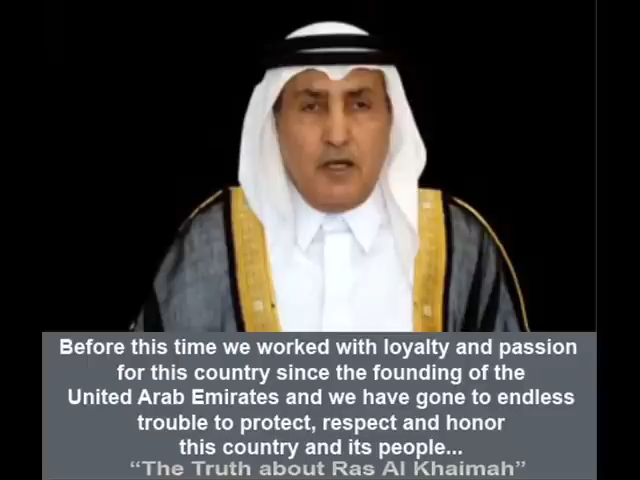 Before this time we worked with loyalty and passion
for this country since the founding of the
United Arab Emirates and we have gone to endless
trouble to protect, respect and honor
this country and its people...
“The Truth about Ras Al Khaimah”